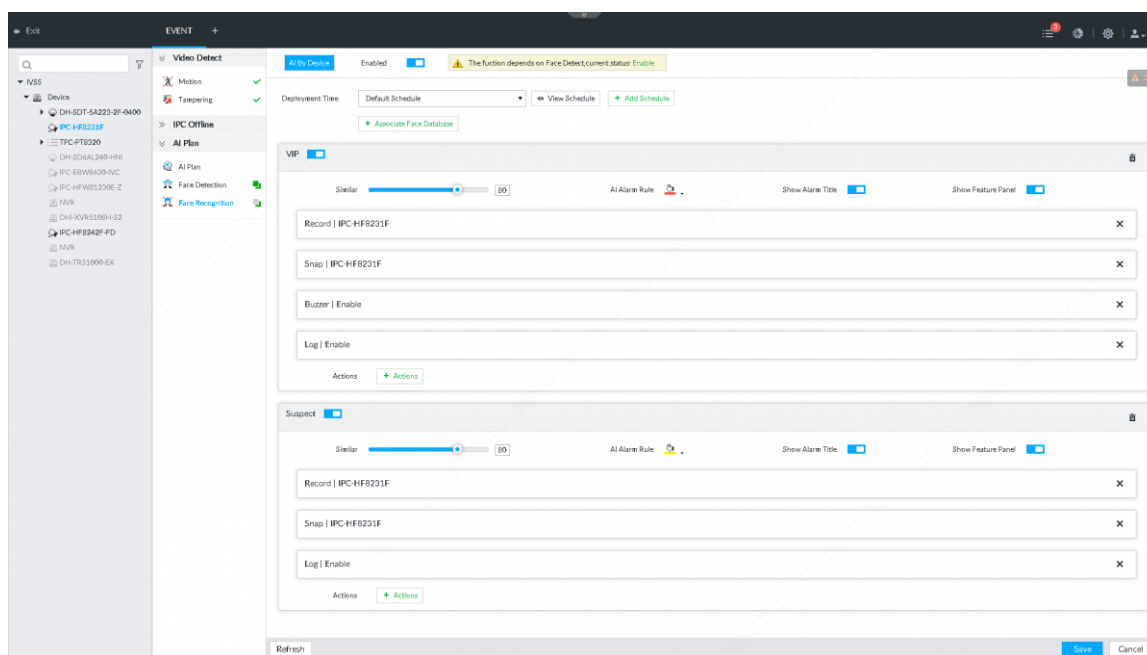 Exit
EVENT +
3
IVSS
Device
DH-SDT-5A223-2F-0400
IPC-HF8231F
TPC-PT8320
DH-SD6AL240-HNI
IPC-EBW8630-IVC
IPC-HFW81230E-Z
NVR
DHI-XVR5108H-S2
IPC-HF8242F-FD
NVR
DH-TRS1000-EX
Video Detect
Motion
Tampering
IPC Offline
AI Plan
AI Plan
Face Detection
Face Recognition
AI By Device Enabled The fuction depends on Face Detect,current status: Enable
Deployment Time Default Schedule View Schedule + Add Schedule
+ Associate Face Database
VIP
Similar 80 AI Alarm Rule Show Alarm Title Show Feature Panel
Record | IPC-HF8231F
Snap | IPC-HF8231F
Buzzer | Enable
Log | Enable
Actions + Actions
Suspect
Similar 80 AI Alarm Rule Show Alarm Title Show Feature Panel
Record | IPC-HF8231F
Snap | IPC-HF8231F
Log | Enable
Actions + Actions
Refresh Save Cancel